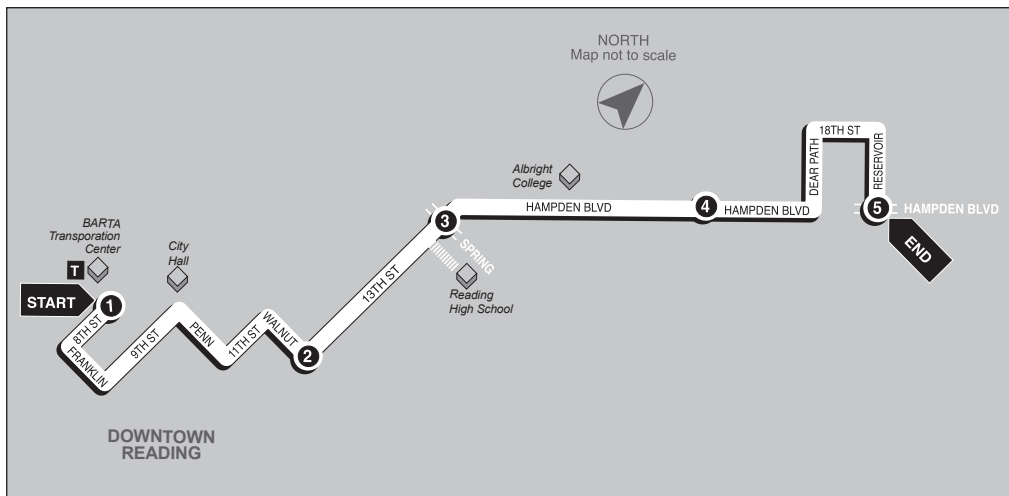 NORTH
Map not to scale
18TH ST
DEAR PATH
RESERVOIR
Albright
College
HAMPDEN BLVD
4
HAMPDEN BLVD
5
HAMPDEN BLVD
END
3
SPRING
Reading
High School
13TH ST
BARTA
Transporation
Center
T
City
Hall
START
1
8TH ST
FRANKLIN
9TH ST
PENN
11TH ST
WALNUT
2
DOWNTOWN
READING